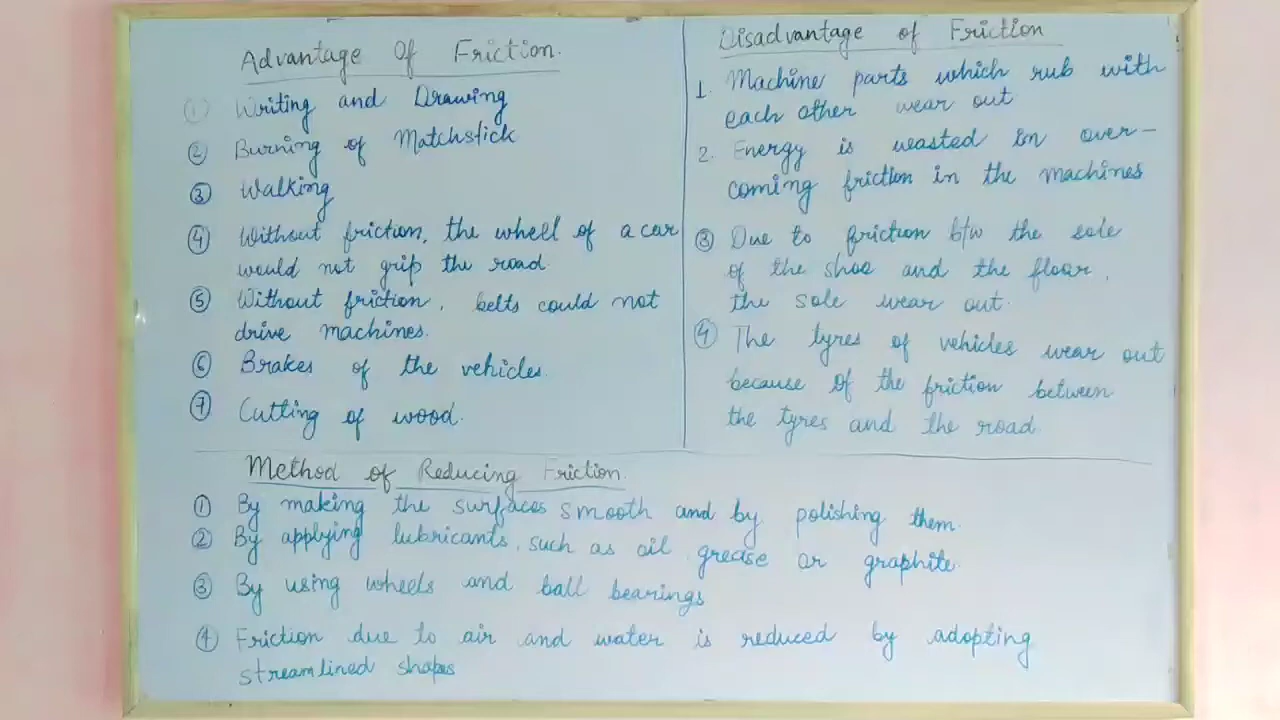 Advantage Of Friction.
① Writing and Drawing
② Burning of Matchstick
③ Walking
④ Without friction, the wheel of a car
would not grip the road.
⑤ Without friction, belts could not
drive machines.
⑥ Brakes of the vehicles.
⑦ Cutting of wood.
Disadvantage of Friction
1. Machine parts which rub with
each other wear out
2. Energy is wasted in over-
coming friction in the machines
③ Due to friction b/w the sole
of the shoe and the floor,
the sole wear out.
④ The tyres of vehicles wear out
because of the friction between
the tyres and the road
Method of Reducing Friction.
① By making the surfaces smooth and by polishing them.
② By applying lubricants, such as oil grease or graphite.
③ By using wheels and ball bearings
④ Friction due to air and water is reduced by adopting
streamlined shapes